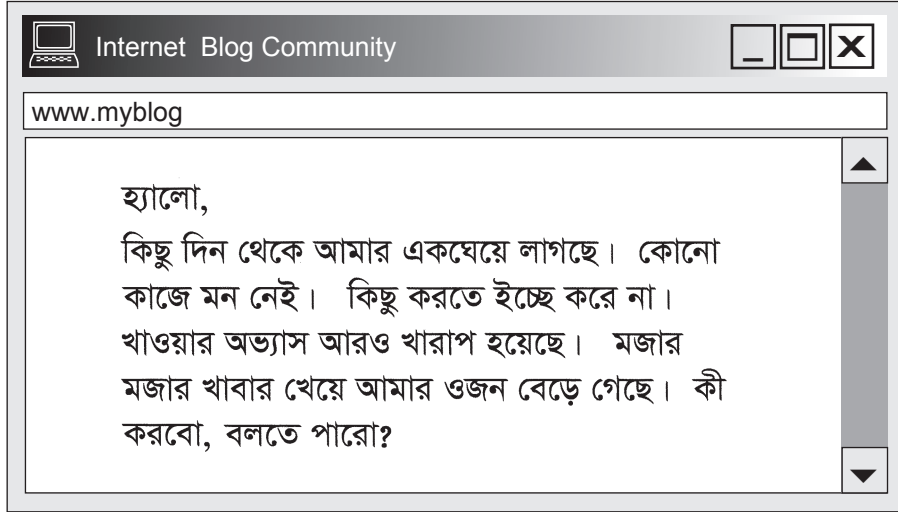 Internet Blog Community
www.myblog
হ্যালো,
কিছু দিন থেকে আমার একঘেয়ে লাগছে। কোনো
কাজে মন নেই। কিছু করতে ইচ্ছে করে না।
খাওয়ার অভ্যাস আরও খারাপ হয়েছে। মজার
মজার খাবার খেয়ে আমার ওজন বেড়ে গেছে। কী
করবো, বলতে পারো?